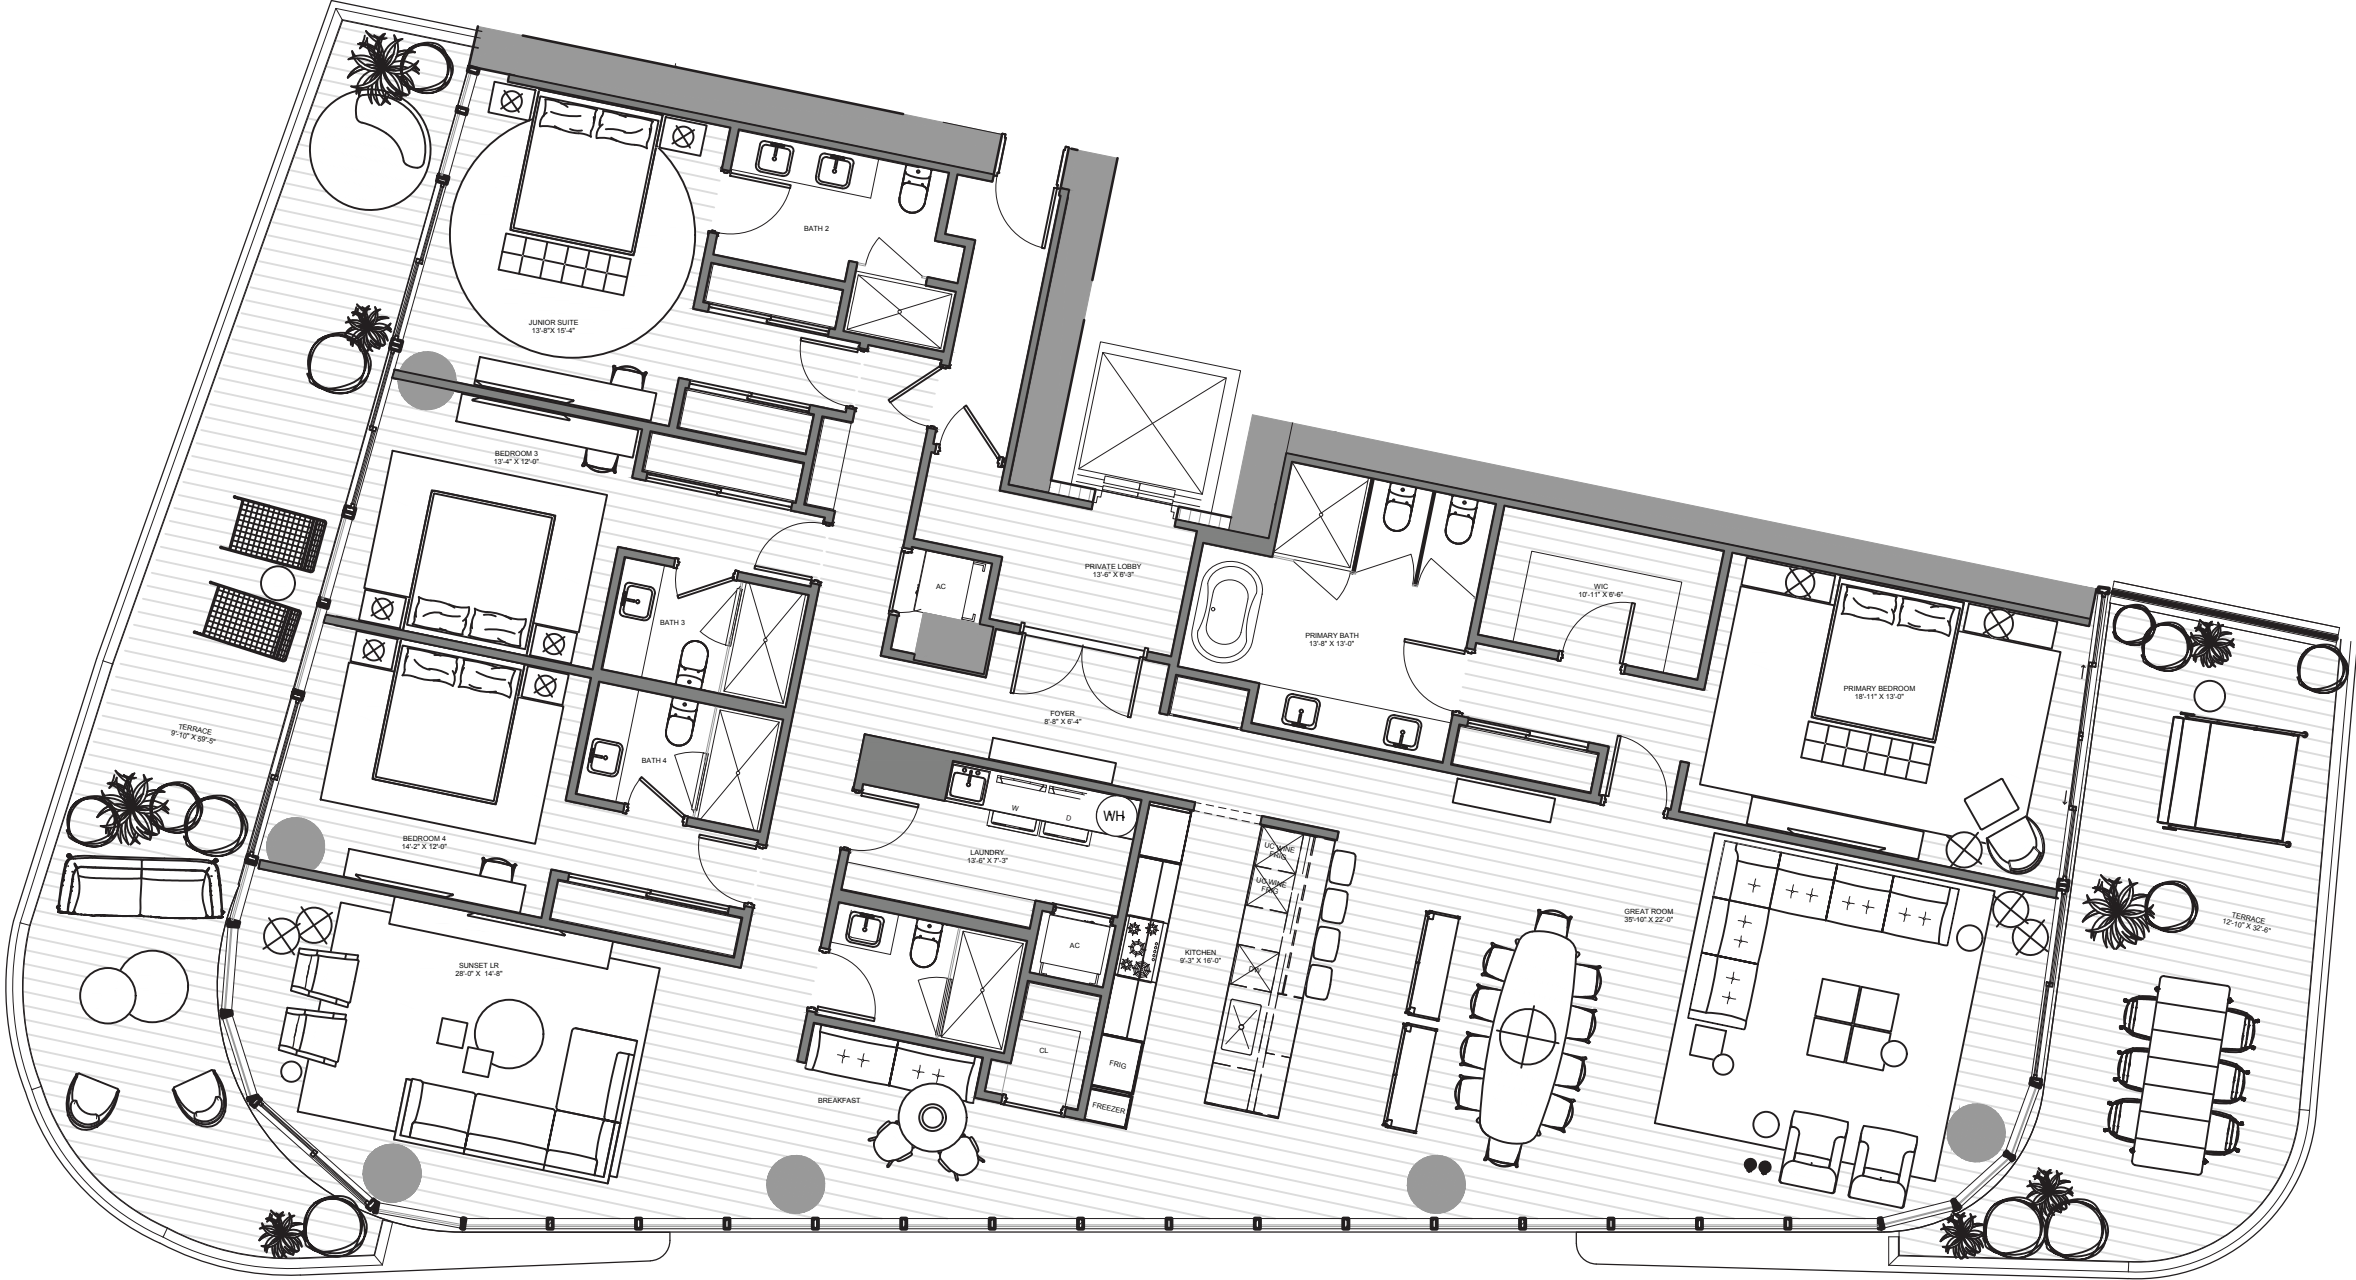 BATH 2
JUNIOR SUITE
13'-8"X 15'-4"
BEDROOM 3
13'-4" X 12'-0"
AC
PRIVATE LOBBY
13'-6" X 6'-3"
WIC
10'-11" X 6'-6"
BATH 3
PRIMARY BATH
13'-8" X 13'-0"
PRIMARY BEDROOM
18'-11" X 13'-0"
FOYER
8'-8" X 6'-4"
TERRACE
9'-10" X 59'-5"
BATH 4
W
D
WH
BEDROOM 4
14'-2" X 12'-0"
LAUNDRY
13'-6" X 7'-3"
UC WINE
FRIG
UC WINE
FRIG
GREAT ROOM
35'-10" X 22'-0"
TERRACE
12'-10" X 32'-6"
AC
KITCHEN
9'-3" X 16'-0"
DW
SUNSET LR
28'-0" X 14'-8"
CL
FRIG
FREEZER
BREAKFAST